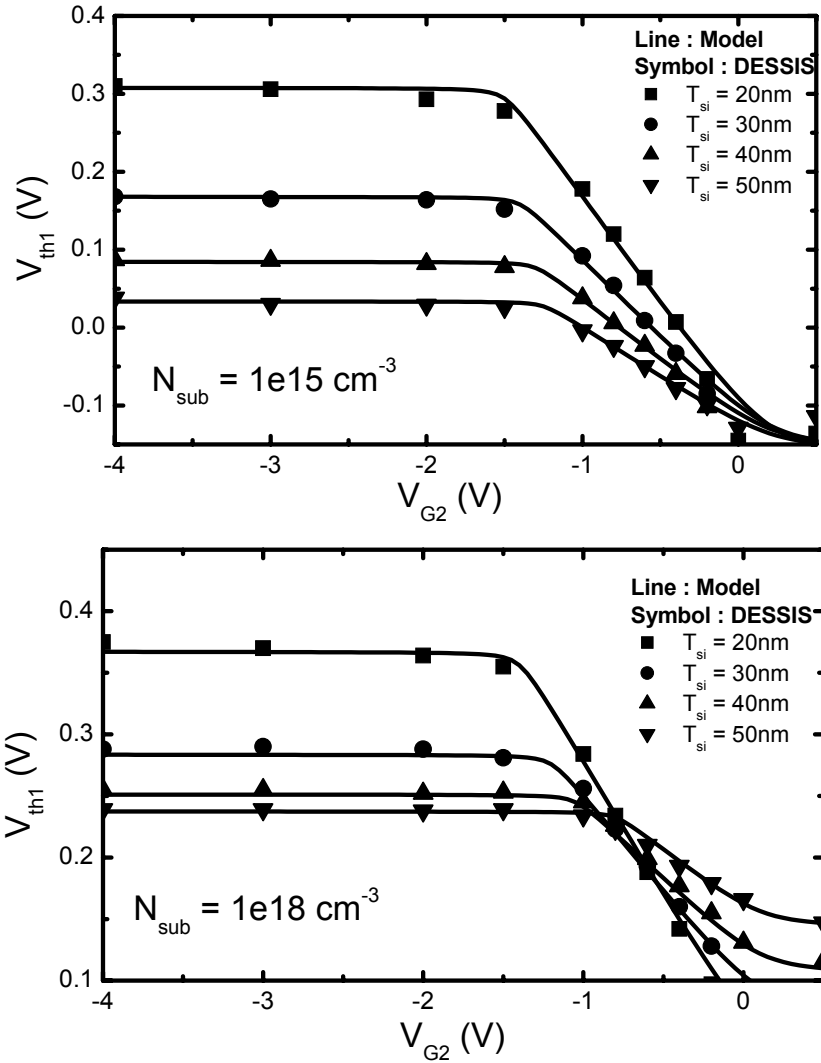 Line : Model
Symbol : DESSIS
T_si = 20nm
T_si = 30nm
T_si = 40nm
T_si = 50nm
0.4
0.3
0.2
0.1
0.0
-0.1
V_th1 (V)
N_sub = 1e15 cm^-3
-4 -3 -2 -1 0
V_G2 (V)
Line : Model
Symbol : DESSIS
T_si = 20nm
T_si = 30nm
T_si = 40nm
T_si = 50nm
0.4
0.3
0.2
0.1
V_th1 (V)
N_sub = 1e18 cm^-3
-4 -3 -2 -1 0
V_G2 (V)